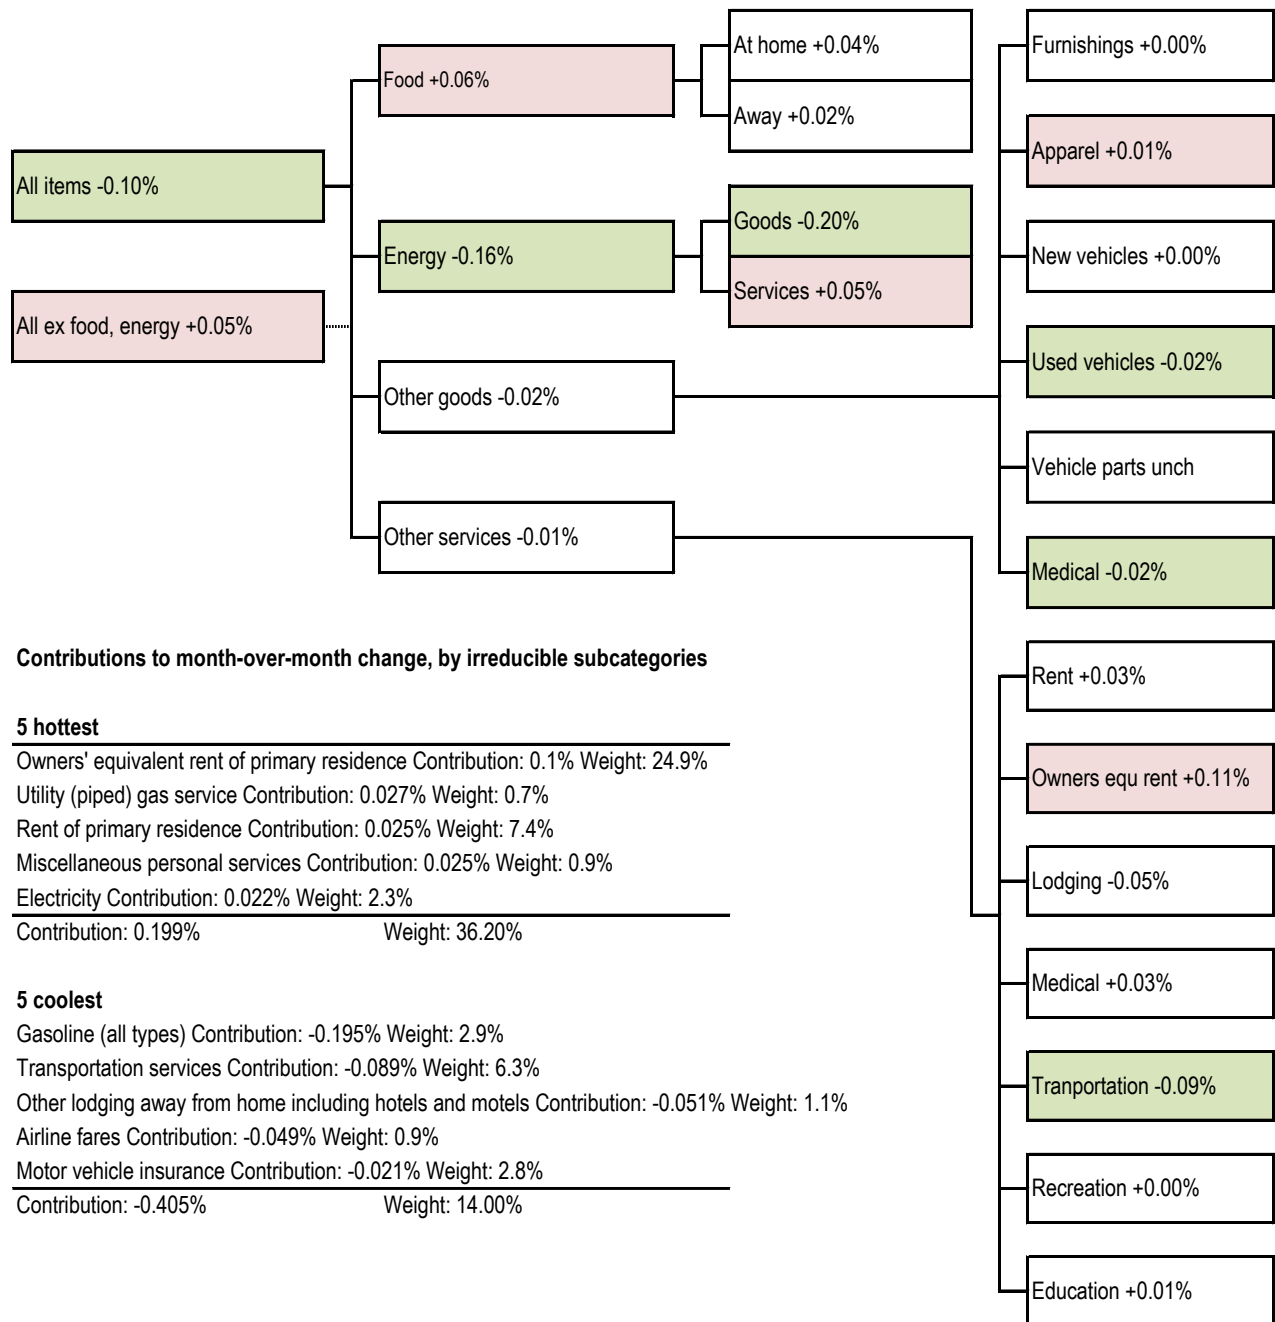 All items -0.10%
All ex food, energy +0.05%
Food +0.06%
Energy -0.16%
Other goods -0.02%
Other services -0.01%
At home +0.04%
Away +0.02%
Goods -0.20%
Services +0.05%
Furnishings +0.00%
Apparel +0.01%
New vehicles +0.00%
Used vehicles -0.02%
Vehicle parts unch
Medical -0.02%
Rent +0.03%
Owners equ rent +0.11%
Lodging -0.05%
Medical +0.03%
Tranportation -0.09%
Recreation +0.00%
Education +0.01%
Contributions to month-over-month change, by irreducible subcategories
5 hottest
Owners' equivalent rent of primary residence Contribution: 0.1% Weight: 24.9%
Utility (piped) gas service Contribution: 0.027% Weight: 0.7%
Rent of primary residence Contribution: 0.025% Weight: 7.4%
Miscellaneous personal services Contribution: 0.025% Weight: 0.9%
Electricity Contribution: 0.022% Weight: 2.3%
Contribution: 0.199% Weight: 36.20%
5 coolest
Gasoline (all types) Contribution: -0.195% Weight: 2.9%
Transportation services Contribution: -0.089% Weight: 6.3%
Other lodging away from home including hotels and motels Contribution: -0.051% Weight: 1.1%
Airline fares Contribution: -0.049% Weight: 0.9%
Motor vehicle insurance Contribution: -0.021% Weight: 2.8%
Contribution: -0.405% Weight: 14.00%